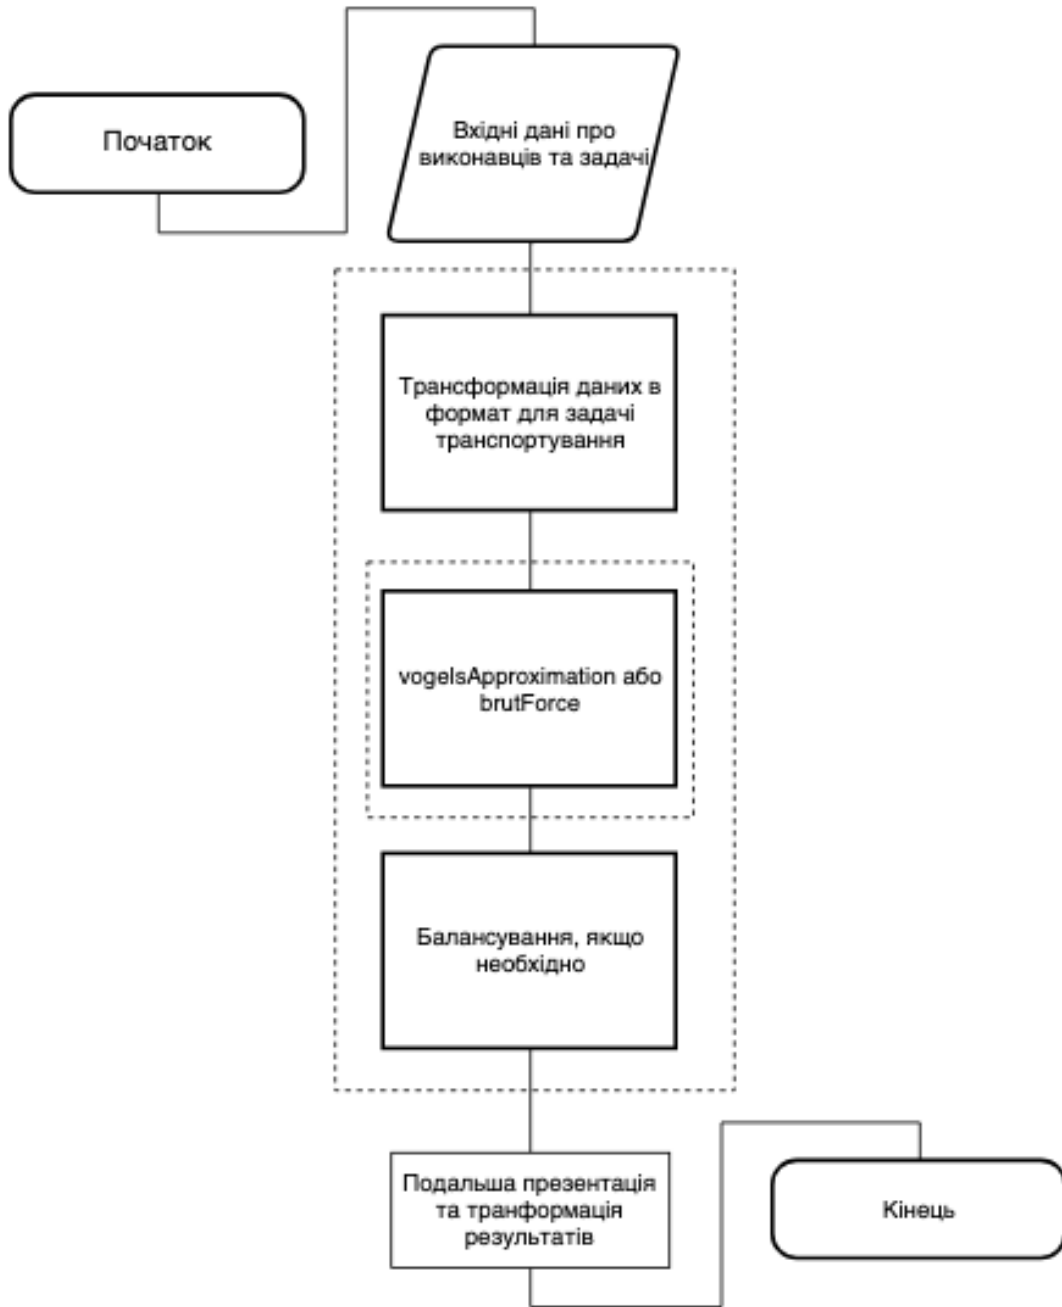 Початок
Вхідні дані про
виконавців та задачі
Трансформація даних в
формат для задачі
транспортування
vogelsApproximation або
brutForce
Балансування, якщо
необхідно
Подальша презентація
та транформація
результатів
Кінець